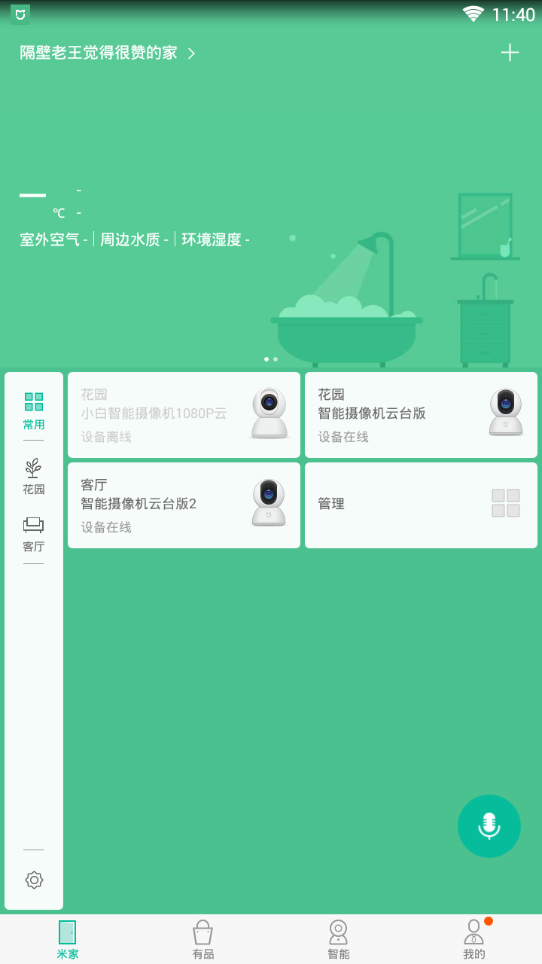 11:40
隔壁老王觉得很赞的家
-
℃ -
室外空气 - 周边水质 - 环境湿度 -
常用
花园
客厅
花园
小白智能摄像机1080P云
设备离线
花园
智能摄像机云台版
设备在线
客厅
智能摄像机云台版2
设备在线
管理
米家
有品
智能
我的